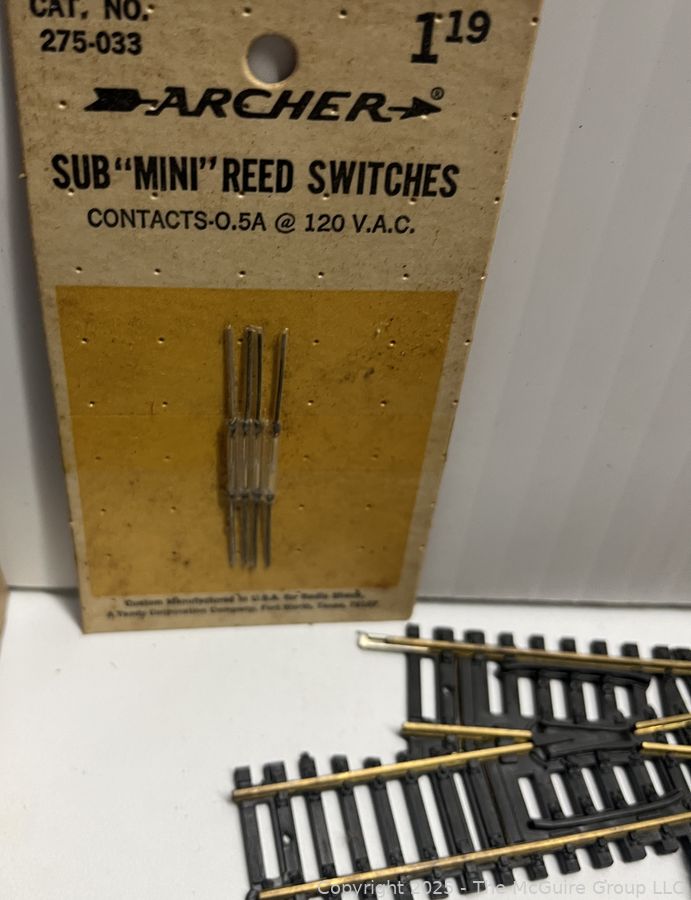 CAT. NO.
275-033
1 19
ARCHER®
SUB "MINI" REED SWITCHES
CONTACTS-0.5A @ 120 V.A.C.
Custom Manufactured in U.S.A. for Radio Shack,
A Tandy Corporation Company, Fort Worth, Texas, 76107
Copyright 2025 - The McGuire Group LLC